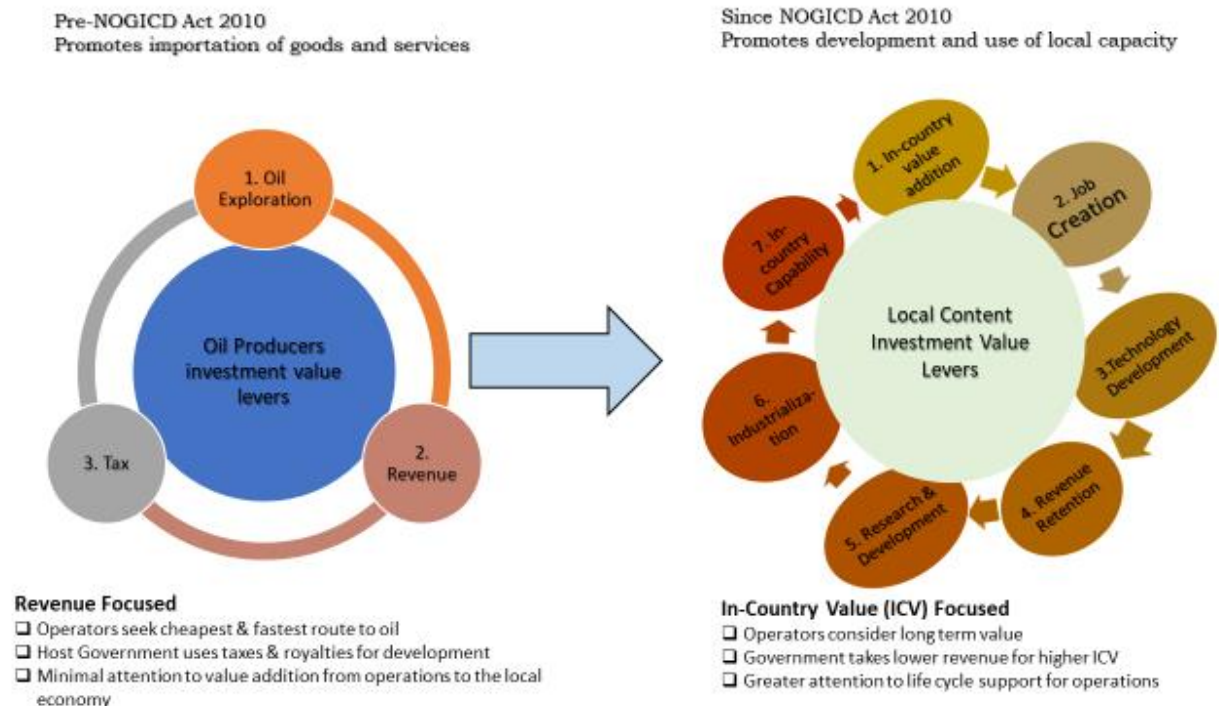 Pre-NOGICD Act 2010
Promotes importation of goods and services
1. Oil
Exploration
Oil Producers
investment value
levers
2.
Revenue
3. Tax
Revenue Focused
❑ Operators seek cheapest & fastest route to oil
❑ Host Government uses taxes & royalties for development
❑ Minimal attention to value addition from operations to the local
economy
Since NOGICD Act 2010
Promotes development and use of local capacity
1. In-country
value
addition
2. Job
Creation
3.Technology
Development
4. Revenue
Retention
5. Research &
Development
6.
Industrializa-
tion
7. In-
country
Capability
Local Content
Investment Value
Levers
In-Country Value (ICV) Focused
❑ Operators consider long term value
❑ Government takes lower revenue for higher ICV
❑ Greater attention to life cycle support for operations